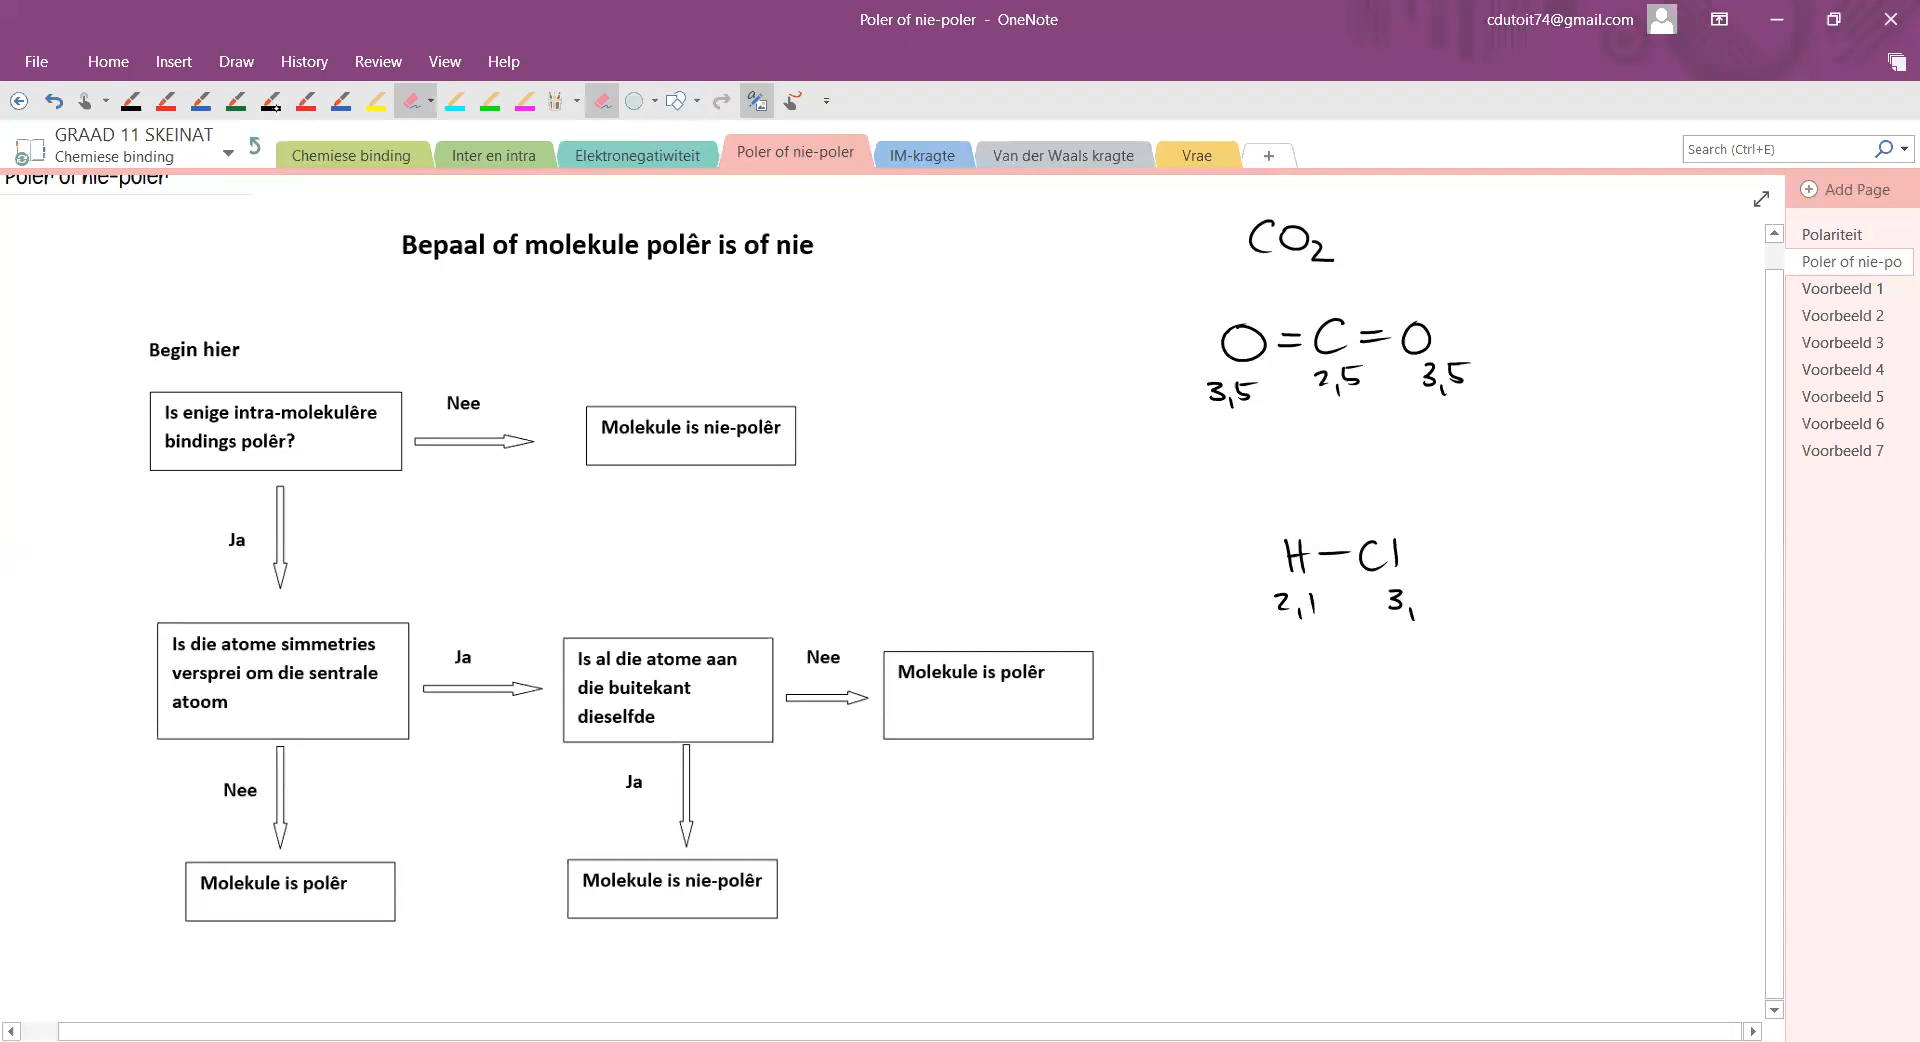 Poler of nie-poler - OneNote
cdutoit74@gmail.com
File Home Insert Draw History Review View Help
GRAAD 11 SKEINAT
Chemiese binding
Chemiese binding Inter en intra Elektronegatiwiteit Poler of nie-poler IM-kragte Van der Waals kragte Vrae +
Search (Ctrl+E)
Poler of nie-poler
Add Page
Polariteit
Poler of nie-po
Voorbeeld 1
Voorbeeld 2
Voorbeeld 3
Voorbeeld 4
Voorbeeld 5
Voorbeeld 6
Voorbeeld 7
Bepaal of molekule polêr is of nie
Begin hier
Is enige intra-molekulêre
bindings polêr?
Nee
Molekule is nie-polêr
Ja
Is die atome simmetries
versprei om die sentrale
atoom
Ja
Is al die atome aan
die buitekant
dieselfde
Nee
Molekule is polêr
Nee
Ja
Molekule is polêr
Molekule is nie-polêr
CO2
O = C = O
3,5 2,5 3,5
H — Cl
2,1 3,